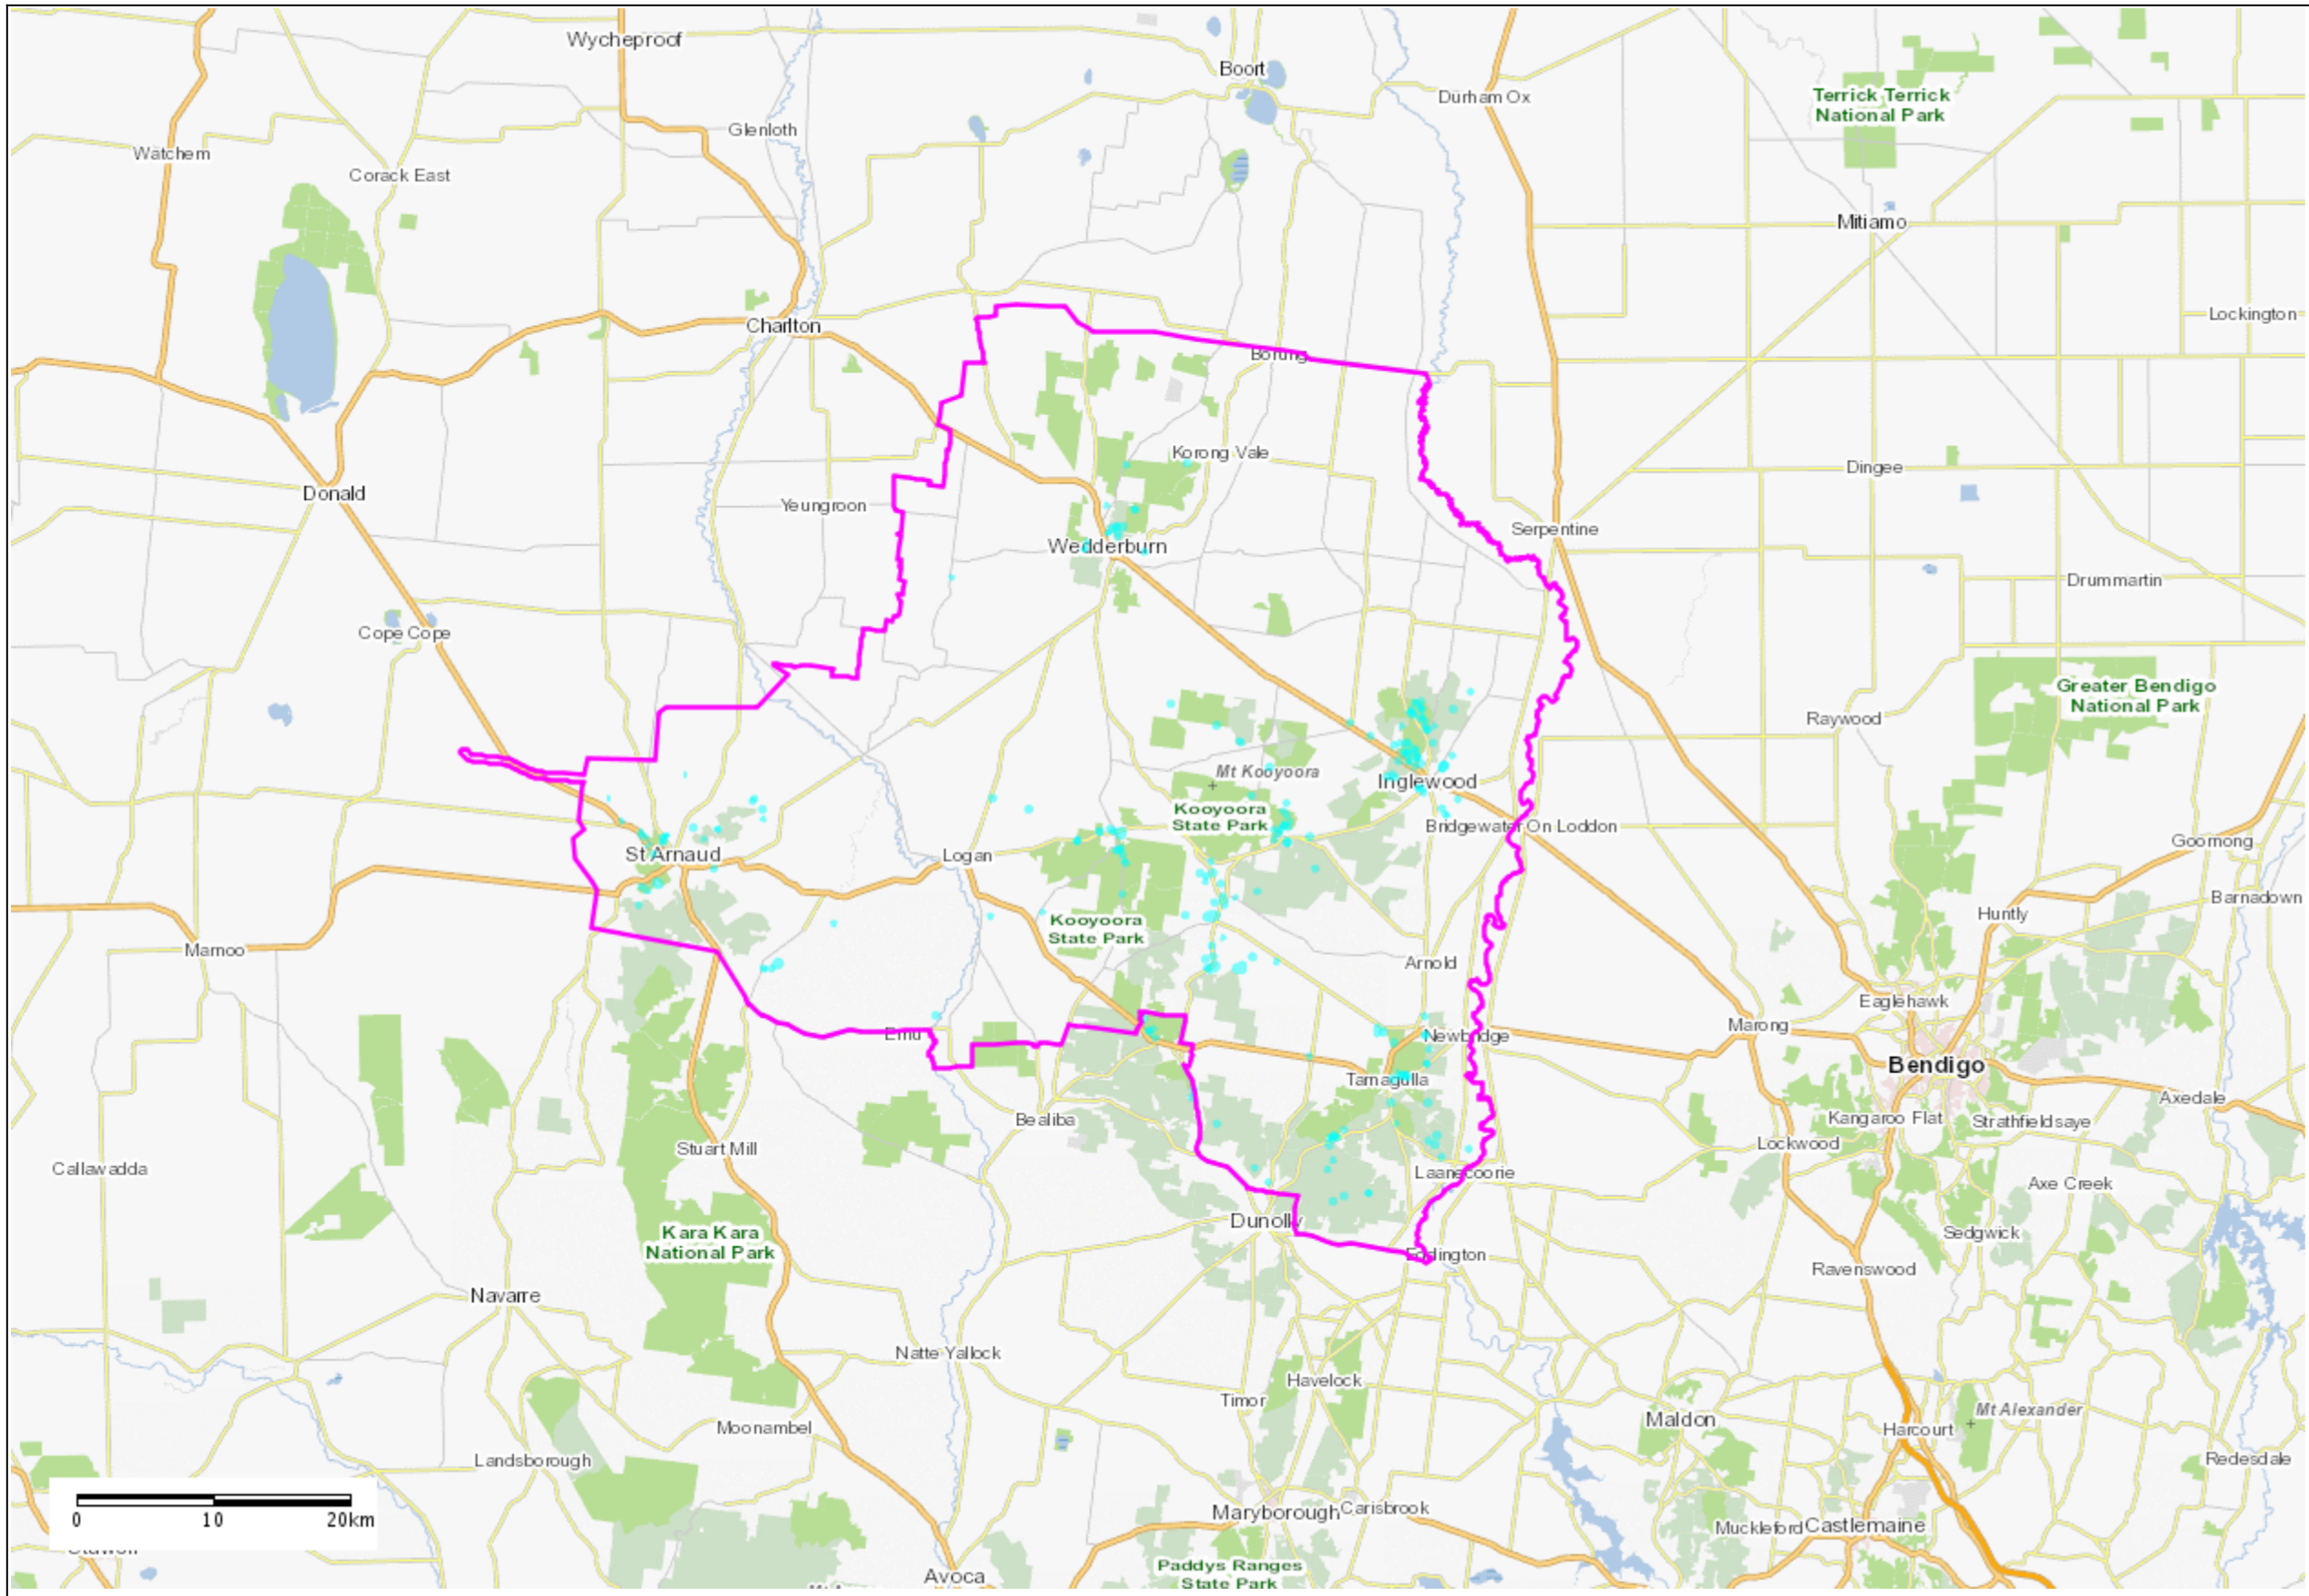 Wycheproof
Boort
Durham Ox
Terrick Terrick
National Park
Glenloth
Watchem
Corack East
Mitiamo
Lockington
Charlton
Borung
Korong Vale
Dingee
Donald
Yeungroon
Serpentine
Wedderburn
Drummartin
Cope Cope
Greater Bendigo
National Park
Raywood
Mt Kooyoora
Inglewood
Kooyoora
State Park
Bridgewater On Loddon
Goornong
St Arnaud
Logan
Barnadown
Huntly
Kooyoora
State Park
Marnoo
Arnold
Eaglehawk
Marong
Emu
Newbridge
Bendigo
Tarnagulla
Axedale
Bealiba
Kangaroo Flat
Strathfieldsaye
Stuart Mill
Lockwood
Callawadda
Laanecoorie
Axe Creek
Dunolly
Kara Kara
National Park
Sedgwick
Eddington
Ravenswood
Navarre
Natte Yallock
Havelock
Timor
Mt Alexander
Maldon
Moonambel
Harcourt
Landsborough
Redesdale
0 10 20km
Maryborough
Carisbrook
Muckleford
Castlemaine
Avoca
Paddys Ranges
State Park